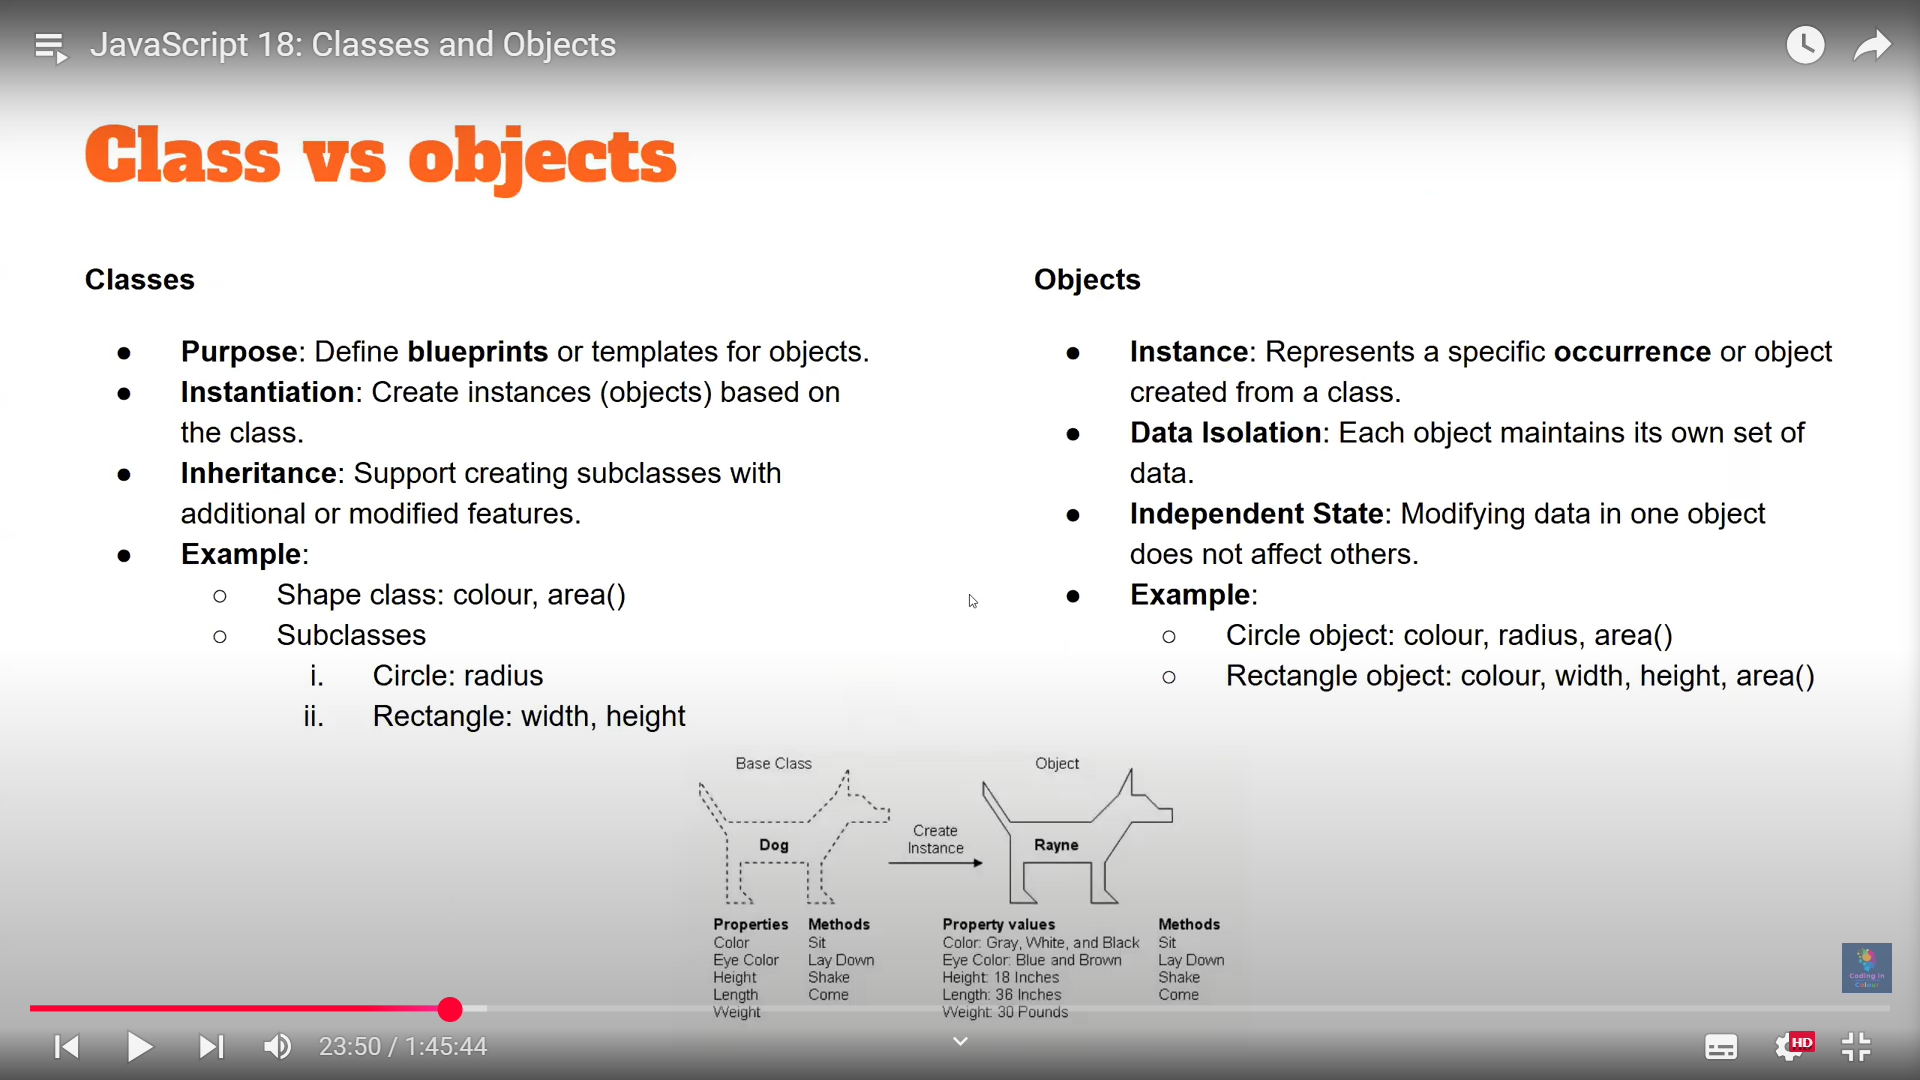 JavaScript 18: Classes and Objects
Class vs objects
Classes
● Purpose: Define blueprints or templates for objects.
● Instantiation: Create instances (objects) based on
the class.
● Inheritance: Support creating subclasses with
additional or modified features.
● Example:
○ Shape class: colour, area()
○ Subclasses
i. Circle: radius
ii. Rectangle: width, height
Objects
● Instance: Represents a specific occurrence or object
created from a class.
● Data Isolation: Each object maintains its own set of
data.
● Independent State: Modifying data in one object
does not affect others.
● Example:
○ Circle object: colour, radius, area()
○ Rectangle object: colour, width, height, area()
Base Class
Dog
Create
Instance
Object
Rayne
Properties Methods
Color Sit
Eye Color Lay Down
Height Shake
Length Come
Weight
Property values Methods
Color: Gray, White, and Black Sit
Eye Color: Blue and Brown Lay Down
Height: 18 Inches Shake
Length: 36 Inches Come
Weight: 30 Pounds
Coding in
Colour
23:50 / 1:45:44
HD